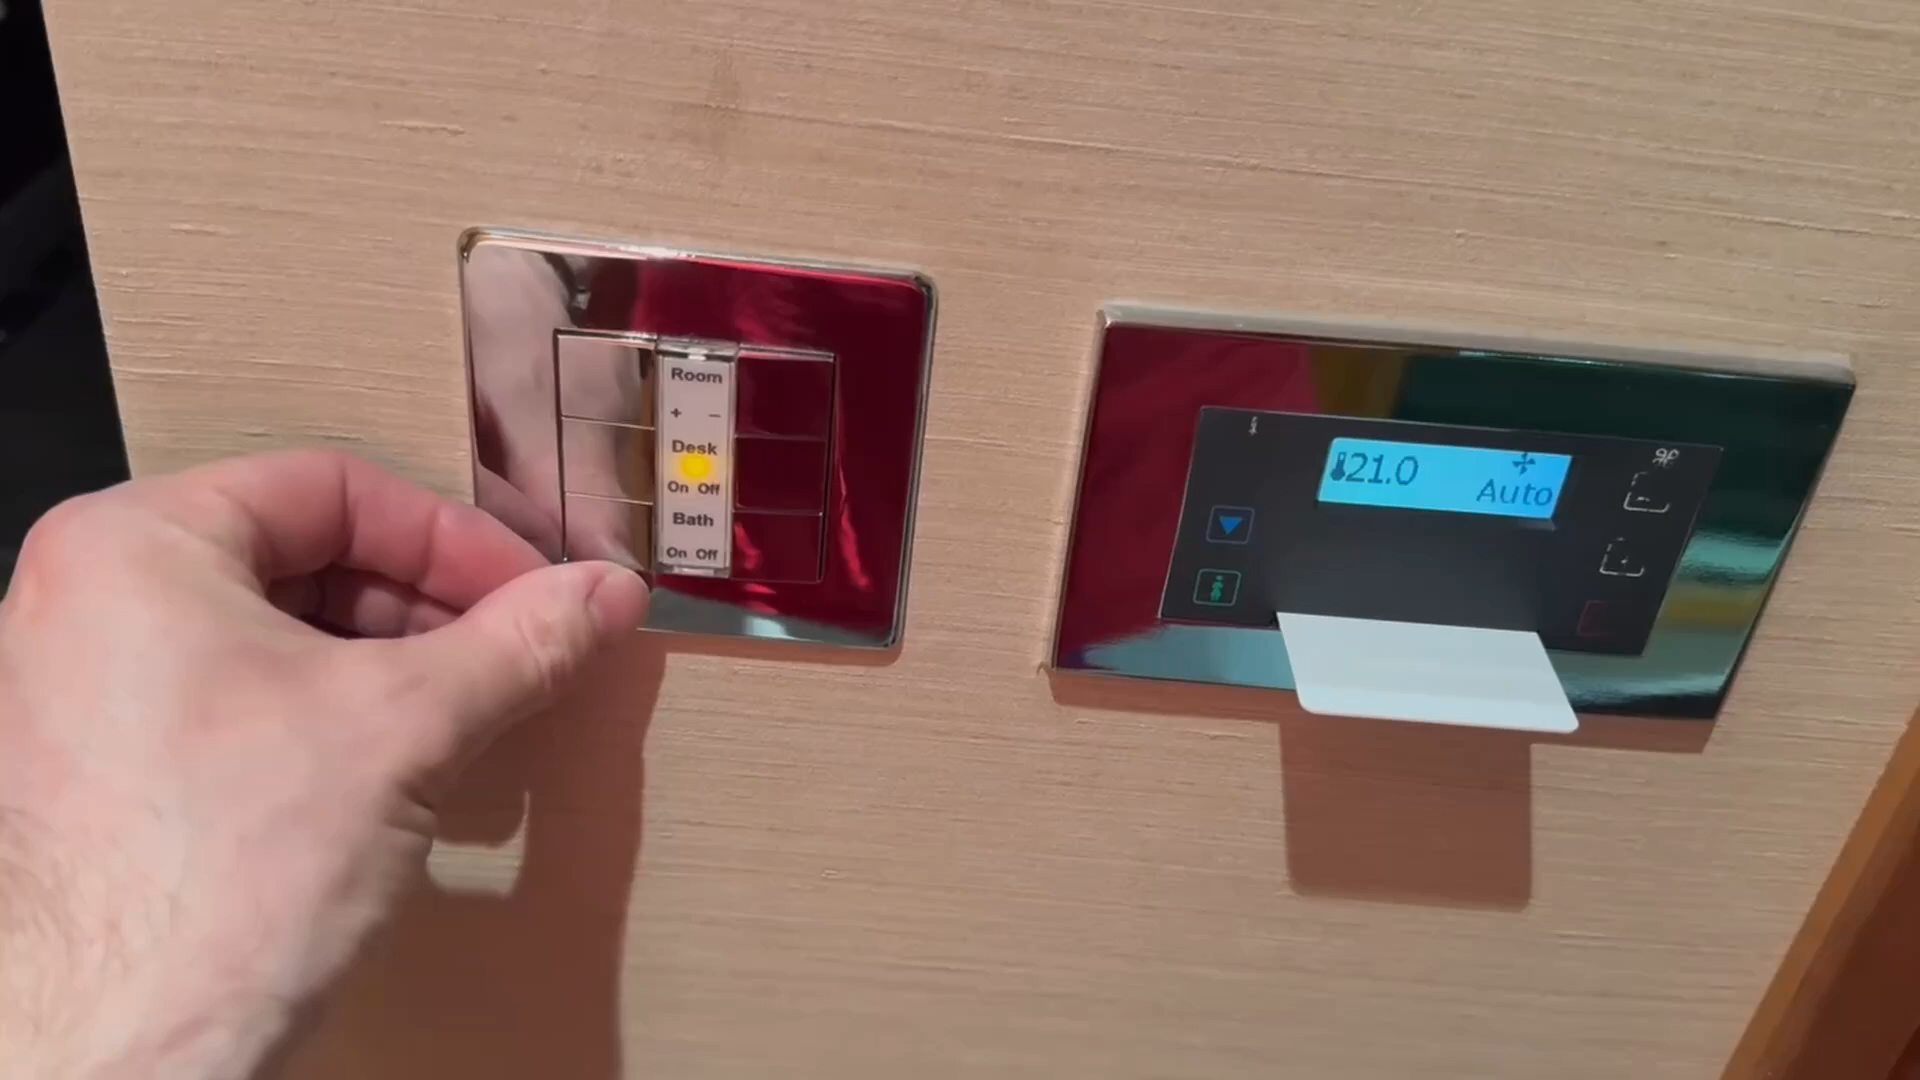 Room
+ −
Desk
On Off
Bath
On Off
21.0
Auto